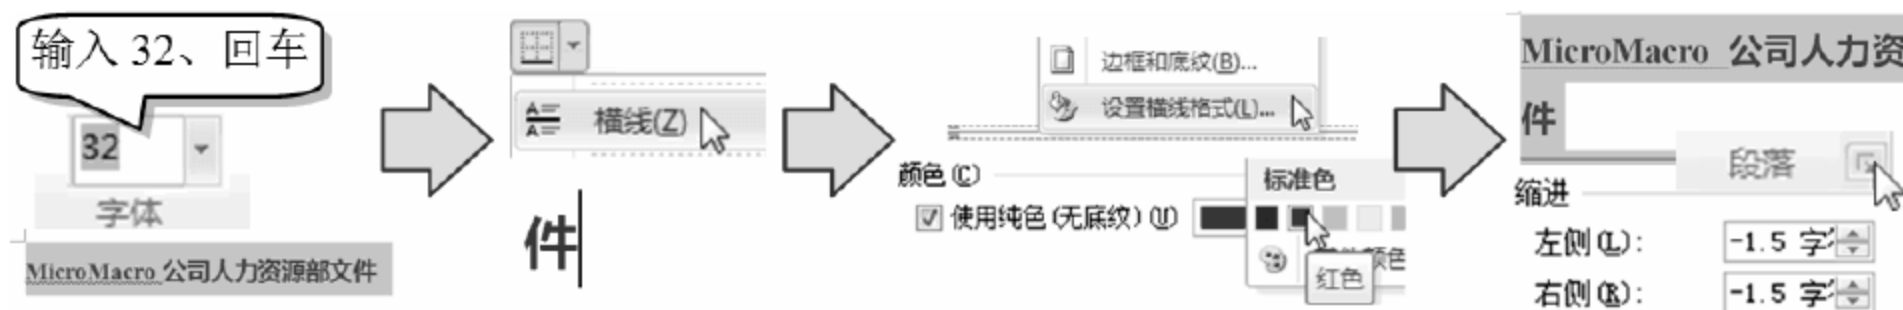 输入 32、回车
32
字体
MicroMacro 公司人力资源部文件
横线(Z)
件
边框和底纹(B)...
设置横线格式(L)...
颜色(C)
使用纯色(无底纹)(U)
标准色
颜色
红色
MicroMacro 公司人力资
件
段落
缩进
左侧(L): -1.5 字
右侧(R): -1.5 字